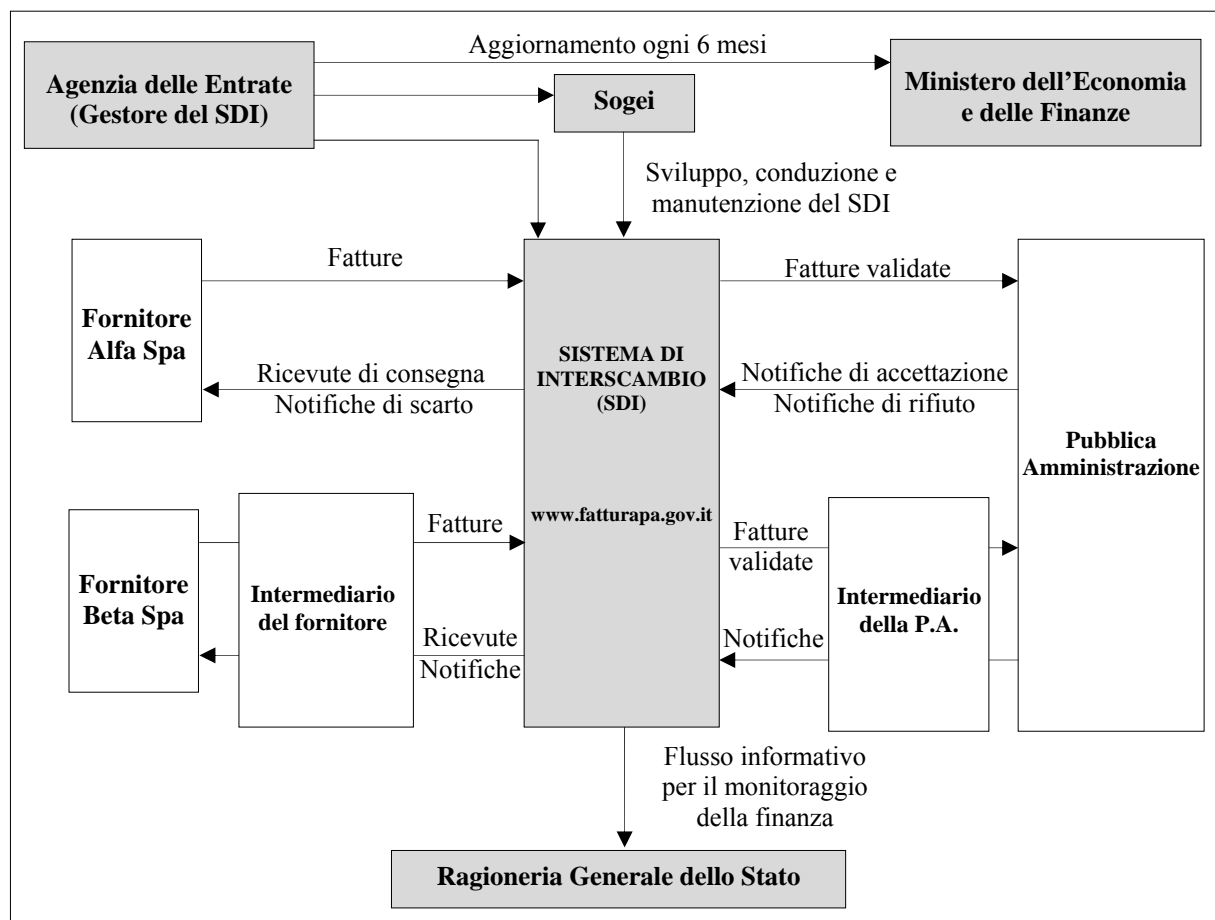 Aggiornamento ogni 6 mesi
Agenzia delle Entrate
(Gestore del SDI)
Sogei
Ministero dell'Economia
e delle Finanze
Sviluppo, conduzione e
manutenzione del SDI
Fatture
Fatture validate
Fornitore
Alfa Spa
SISTEMA DI
INTERSCAMBIO
(SDI)
Ricevute di consegna
Notifiche di scarto
Notifiche di accettazione
Notifiche di rifiuto
Pubblica
Amministrazione
www.fatturapa.gov.it
Fornitore
Beta Spa
Intermediario
del fornitore
Fatture
Ricevute
Notifiche
Fatture
validate
Notifiche
Intermediario
della P.A.
Flusso informativo
per il monitoraggio
della finanza
Ragioneria Generale dello Stato